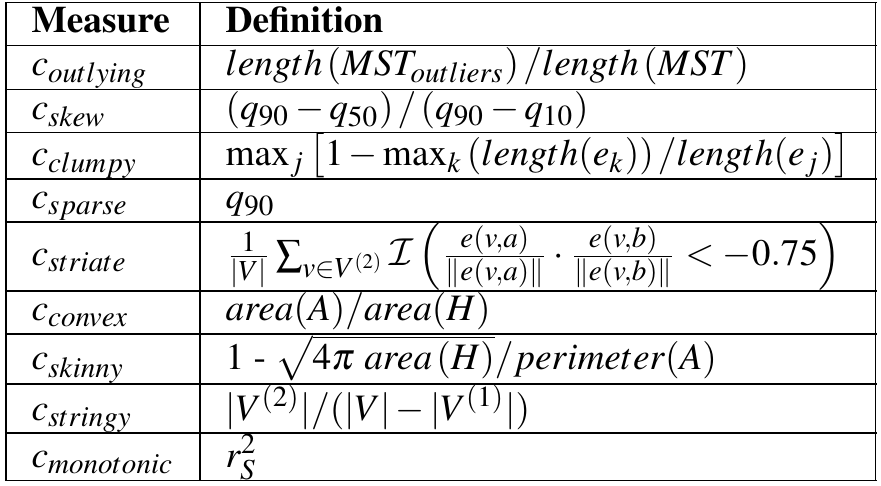 Measure Definition
c_outlying length(MST_outliers)/length(MST)
c_skew (q_90 − q_50)/(q_90 − q_10)
c_clumpy max_j [1 − max_k(length(e_k))/length(e_j)]
c_sparse q_90
c_striate 1/|V| ∑_{v∈V^(2)} I(e(v,a)/‖e(v,a)‖ · e(v,b)/‖e(v,b)‖ < −0.75)
c_convex area(A)/area(H)
c_skinny 1 - √(4π area(H))/perimeter(A)
c_stringy |V^(2)|/(|V| − |V^(1)|)
c_monotonic r_S^2